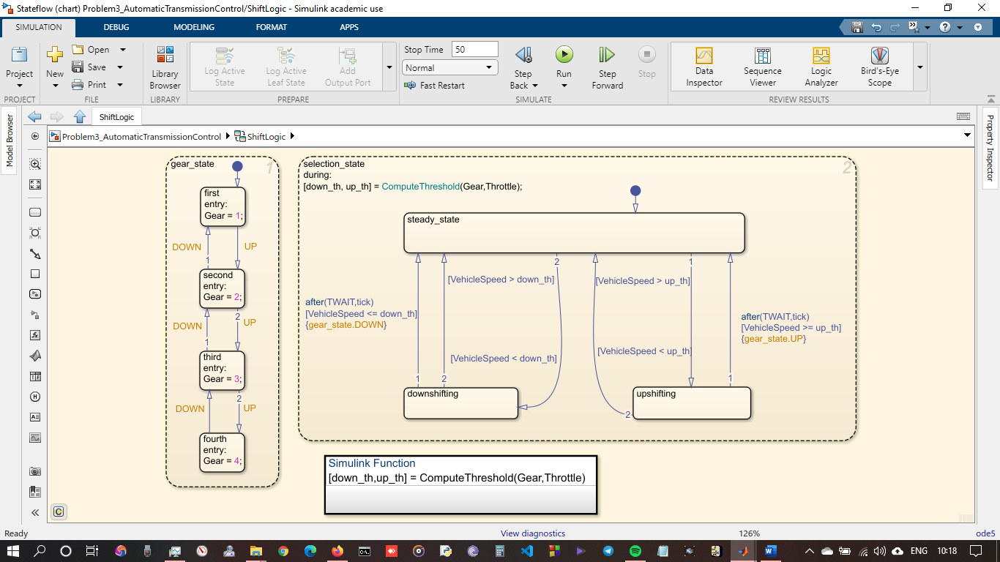 Stateflow (chart) Problem3_AutomaticTransmissionControl/ShiftLogic - Simulink academic use
SIMULATION DEBUG MODELING FORMAT APPS
Project
PROJECT
New
Open
Save
Print
FILE
Library
Browser
LIBRARY
Log Active
State
Log Active
Leaf State
Add
Output Port
PREPARE
Stop Time 50
Normal
Fast Restart
Step
Back
Run
Step
Forward
Stop
SIMULATE
Data
Inspector
Sequence
Viewer
Logic
Analyzer
Bird's-Eye
Scope
REVIEW RESULTS
Model Browser
ShiftLogic
Problem3_AutomaticTransmissionControl ShiftLogic
Property Inspector
gear_state
1
first
entry:
Gear = 1;
DOWN
UP
1
second
entry:
Gear = 2;
2
DOWN
UP
1
third
entry:
Gear = 3;
2
DOWN
UP
fourth
entry:
Gear = 4;
selection_state
2
during:
[down_th, up_th] = ComputeThreshold(Gear,Throttle);
steady_state
2
1
[VehicleSpeed > down_th]
[VehicleSpeed > up_th]
after(TWAIT,tick)
[VehicleSpeed <= down_th]
{gear_state.DOWN}
after(TWAIT,tick)
[VehicleSpeed >= up_th]
{gear_state.UP}
[VehicleSpeed < down_th]
[VehicleSpeed < up_th]
1
2
1
downshifting
upshifting
2
Simulink Function
[down_th,up_th] = ComputeThreshold(Gear,Throttle)
Ready
View diagnostics
126%
ode5
ENG 10:18